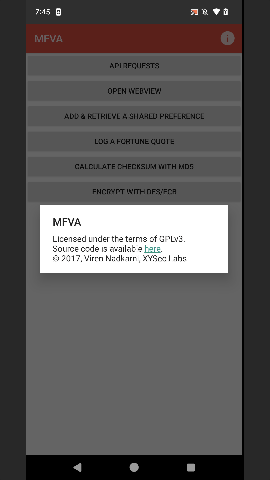 7:45
MFVA
API REQUESTS
OPEN WEBVIEW
ADD & RETRIEVE A SHARED PREFERENCE
LOG A FORTUNE QUOTE
CALCULATE CHECKSUM WITH MD5
ENCRYPT WITH DES/ECB
MFVA
Licensed under the terms of GPLv3.
Source code is available here.
© 2017, Viren Nadkarni, XYSec Labs